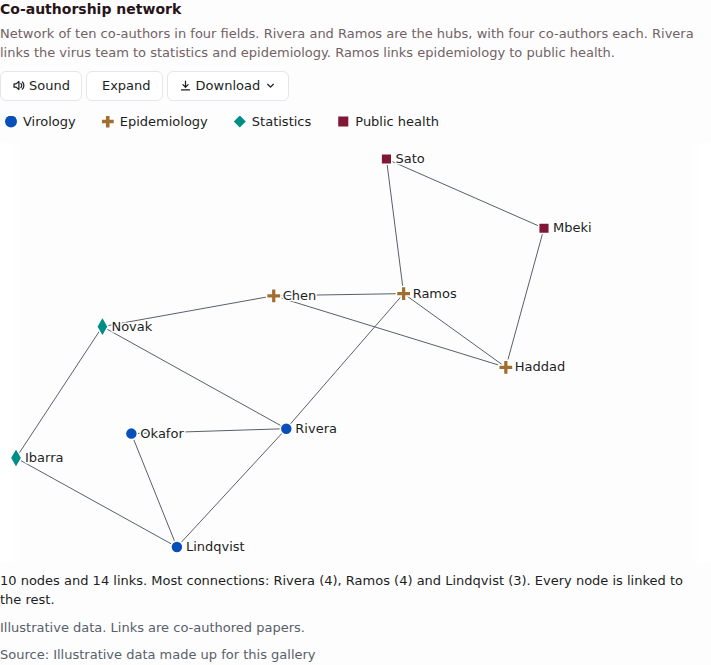 Co-authorship network
Network of ten co-authors in four fields. Rivera and Ramos are the hubs, with four co-authors each. Rivera
links the virus team to statistics and epidemiology. Ramos links epidemiology to public health.
Sound Expand Download
Virology Epidemiology Statistics Public health
Sato
Mbeki
Chen
Ramos
Novak
Haddad
Rivera
Okafor
Ibarra
Lindqvist
10 nodes and 14 links. Most connections: Rivera (4), Ramos (4) and Lindqvist (3). Every node is linked to
the rest.
Illustrative data. Links are co-authored papers.
Source: Illustrative data made up for this gallery